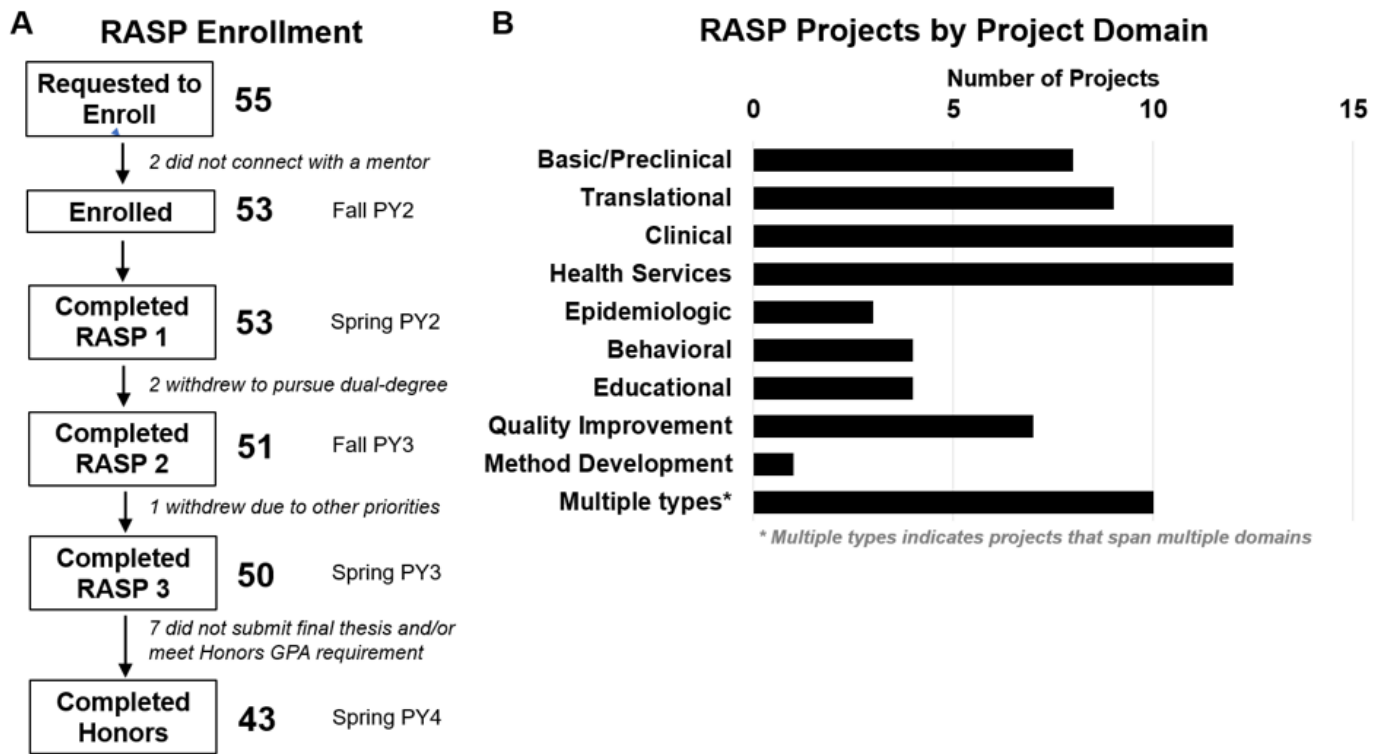 A
RASP Enrollment
Requested to
Enroll
55
2 did not connect with a mentor
Enrolled
53
Fall PY2
Completed
RASP 1
53
Spring PY2
2 withdrew to pursue dual-degree
Completed
RASP 2
51
Fall PY3
1 withdrew due to other priorities
Completed
RASP 3
50
Spring PY3
7 did not submit final thesis and/or
meet Honors GPA requirement
Completed
Honors
43
Spring PY4
B
RASP Projects by Project Domain
Number of Projects
0 5 10 15
Basic/Preclinical
Translational
Clinical
Health Services
Epidemiologic
Behavioral
Educational
Quality Improvement
Method Development
Multiple types*
* Multiple types indicates projects that span multiple domains